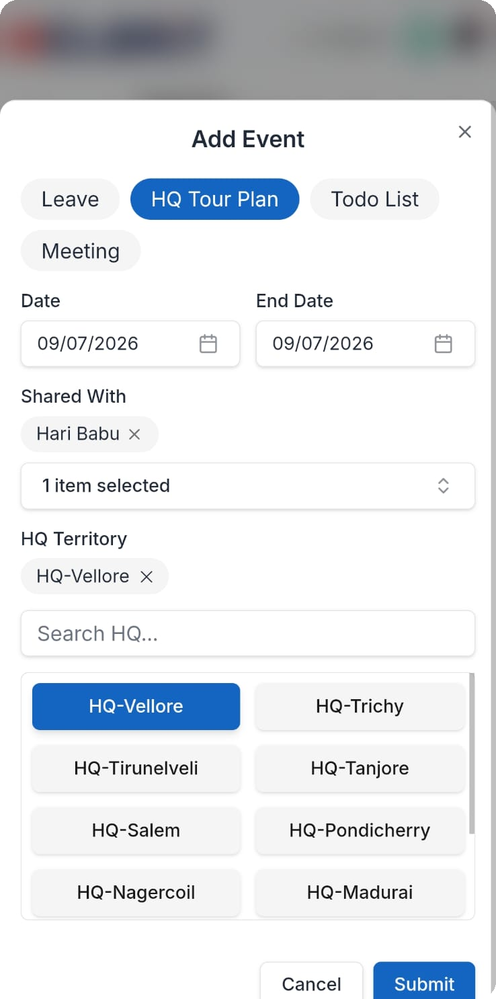 Add Event
Leave HQ Tour Plan Todo List
Meeting
Date End Date
09/07/2026 09/07/2026
Shared With
Hari Babu
1 item selected
HQ Territory
HQ-Vellore
Search HQ...
HQ-Vellore HQ-Trichy
HQ-Tirunelveli HQ-Tanjore
HQ-Salem HQ-Pondicherry
HQ-Nagercoil HQ-Madurai
Cancel Submit